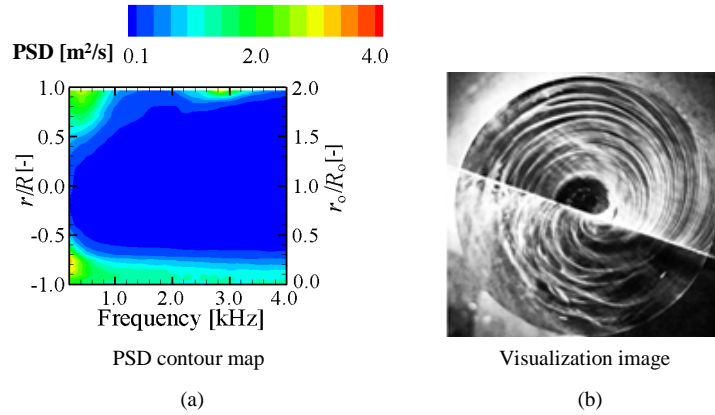 PSD [m²/s] 0.1 2.0 4.0
1.0 2.0
0.5 1.5
r/R [-] 0.0 1.0 rₒ/Rₒ[-]
-0.5 0.5
-1.0 0.0
1.0 2.0 3.0 4.0
Frequency [kHz]
PSD contour map Visualization image
(a) (b)